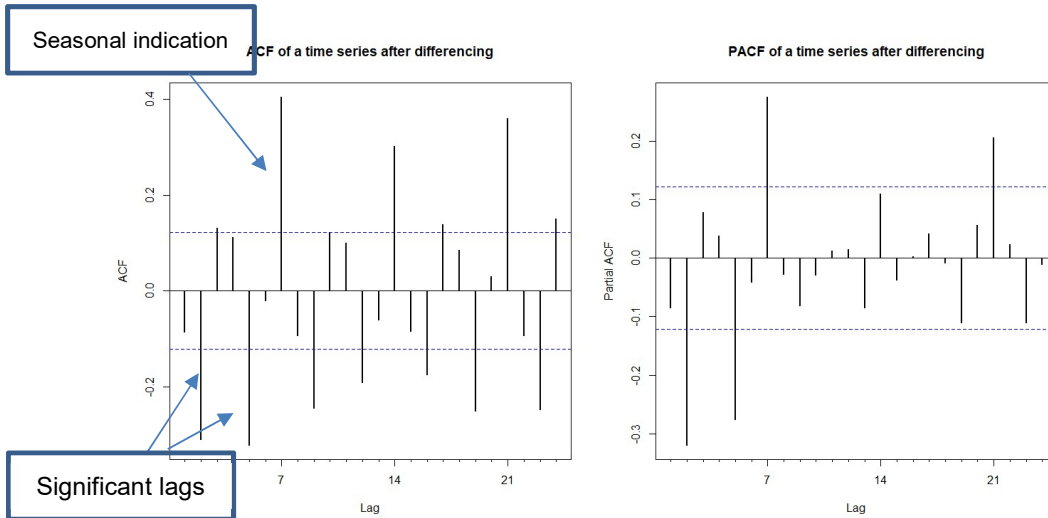 Seasonal indication
ACF of a time series after differencing
ACF
0.4
0.2
0.0
-0.2
7
14
21
Lag
Significant lags
PACF of a time series after differencing
Partial ACF
0.2
0.1
0.0
-0.1
-0.2
-0.3
7
14
21
Lag